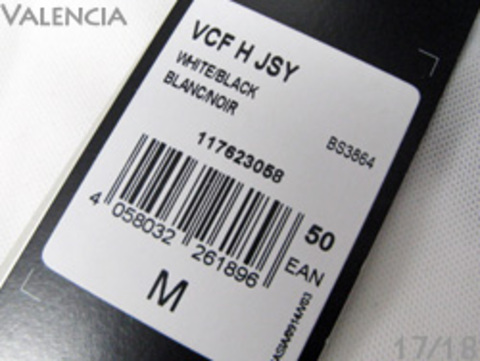 VALENCIA
VCF H JSY
WHITE/BLACK
BLANC/NOIR
BS3864
117623058
50
EAN
4 058032 261896
M
17/18